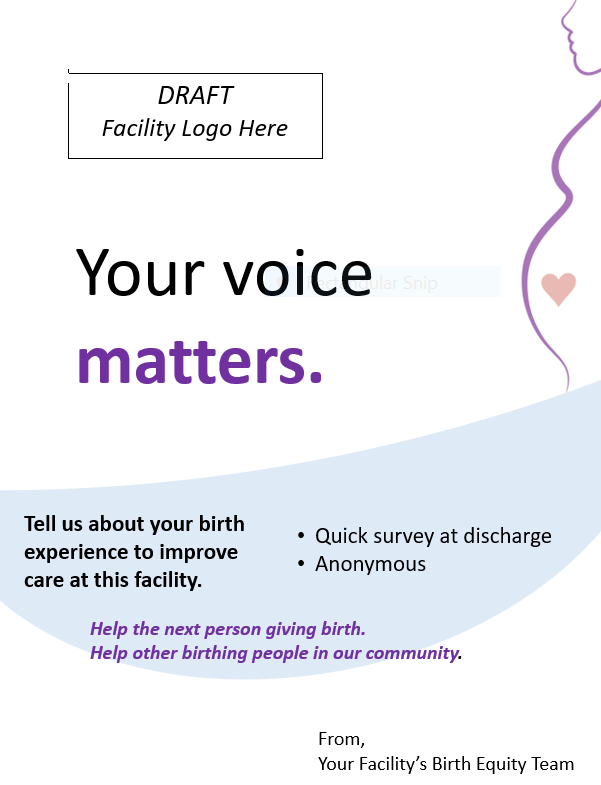 DRAFT
Facility Logo Here
Your voice
Rectangular Snip
matters.
Tell us about your birth
experience to improve
care at this facility.
• Quick survey at discharge
• Anonymous
Help the next person giving birth.
Help other birthing people in our community.
From,
Your Facility’s Birth Equity Team